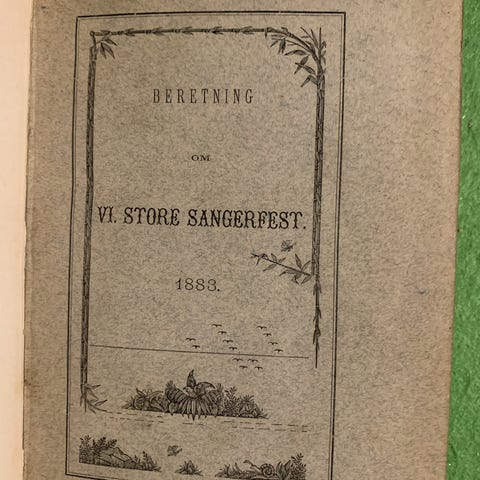 BERETNING
OM
VI. STORE SANGERFEST.
1883.